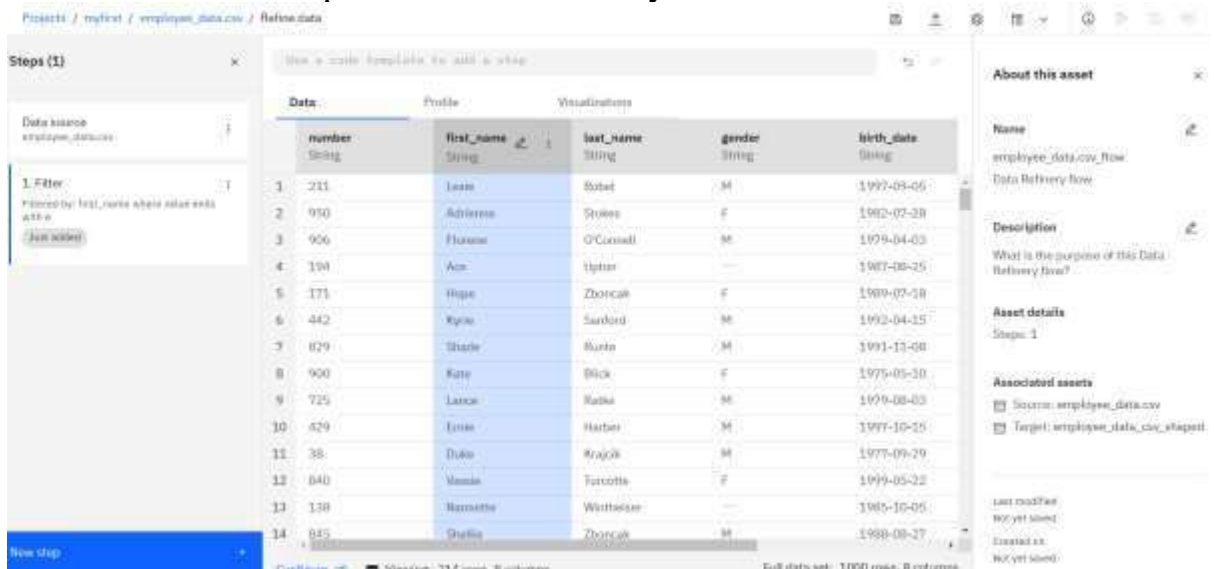 Projects / myfirst / employee_data.csv / Refine data
Steps (1)
Data source
employee_data.csv
1. Filter
Filtered by: first_name where value ends
with e
Just added
New step
Use a code template to add a step
Data Profile Visualizations
number first_name last_name gender birth_date
String String String String String
1 211 M 1997-09-05
2 950 Adrienne Stokes F 1982-07-28
3 906 O'Connell M 1979-04-03
4 194 Ace 1987-08-25
5 171 Hope Zboncak F 1989-07-18
6 442 Kyrie Sanford M 1992-04-15
7 829 Shade Runte M 1991-11-08
8 900 Kate Blick F 1975-05-10
9 725 Lance Ratke M 1979-08-03
10 429 Ernie Harber M 1997-10-15
11 38 Duke Krajcik M 1977-09-29
12 840 Turcotte F 1999-05-22
13 138 Nannette Wintheiser 1985-10-05
14 845 Zboncak M 1988-08-27
214 rows, 8 columns
Full data set: 1000 rows, 8 columns
About this asset
Name
employee_data.csv_flow
Data Refinery flow
Description
What is the purpose of this Data
Refinery flow?
Asset details
Steps: 1
Associated assets
Source: employee_data.csv
Target: employee_data_csv_shaped
Last modified
Not yet saved
Created on
Not yet saved